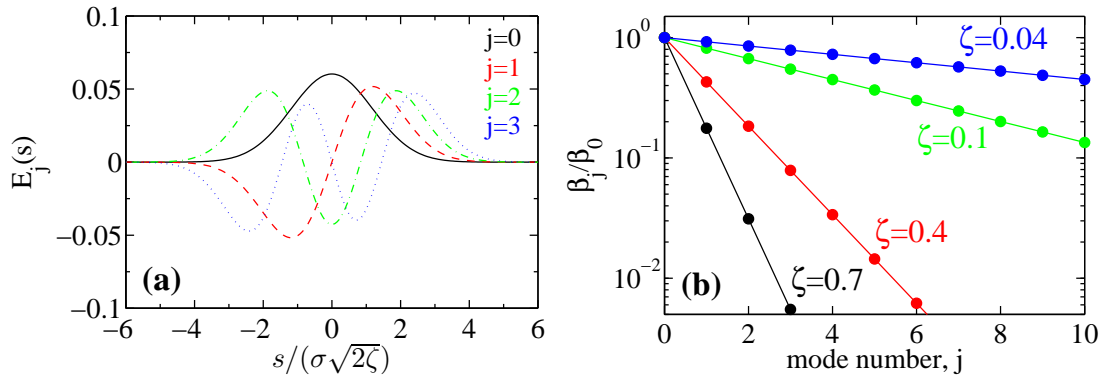 0.1
0.05
0
−0.05
−0.1
E_j(s)
j=0
j=1
j=2
j=3
(a)
−6 −4 −2 0 2 4 6
s/(σ√2ζ)
10^0
10^{-1}
10^{-2}
β_j/β_0
ζ=0.04
ζ=0.1
ζ=0.4
ζ=0.7
(b)
0 2 4 6 8 10
mode number, j